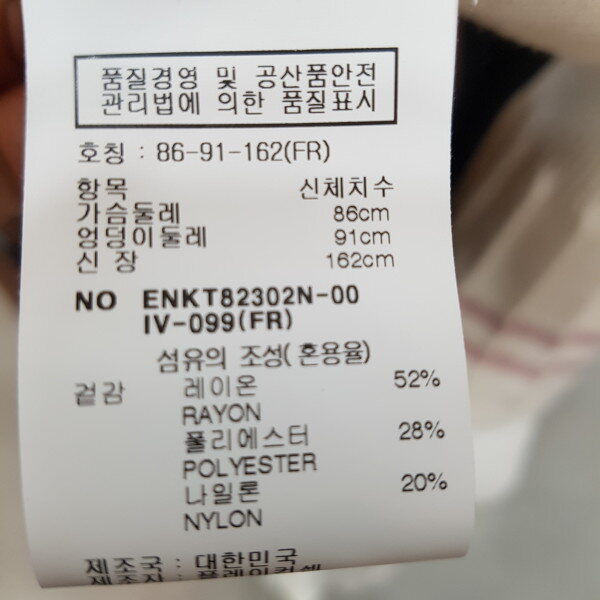 품질경영 및 공산품안전
관리법에 의한 품질표시
호칭 : 86-91-162(FR)
항목 신체치수
가슴둘레 86cm
엉덩이둘레 91cm
신 장 162cm
NO ENKT82302N-00
IV-099(FR)
섬유의 조성( 혼용율)
겉감 레이온 52%
RAYON
폴리에스터 28%
POLYESTER
나일론 20%
NYLON
제조국 : 대한민국
제조자 :